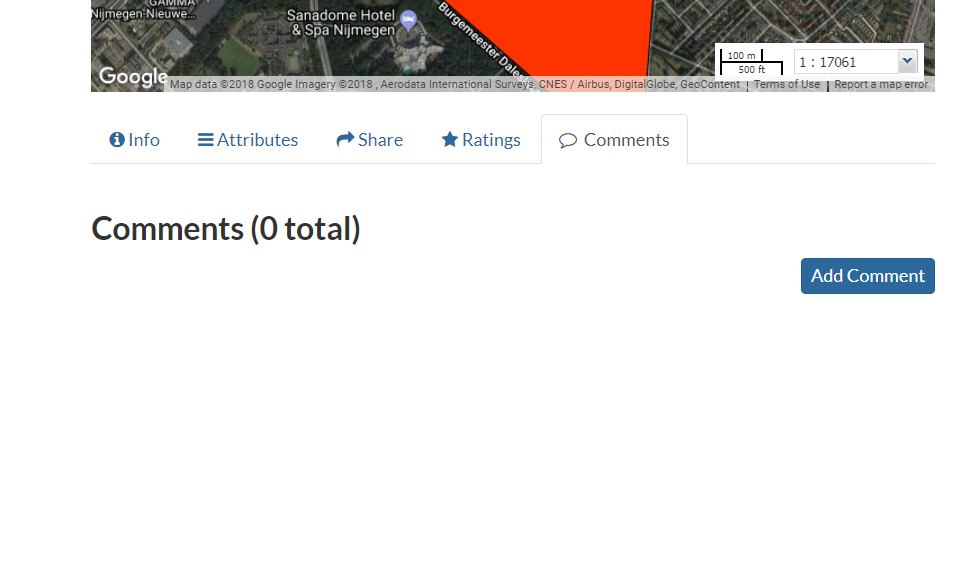 GAMMA
Nijmegen-Nieuwe...
Sanadome Hotel
& Spa Nijmegen
Burgemeester Dales
Google
100 m
500 ft
1 : 17061
Map data ©2018 Google Imagery ©2018 , Aerodata International Surveys, CNES / Airbus, DigitalGlobe, GeoContent
Terms of Use
Report a map error
Info
Attributes
Share
Ratings
Comments
Comments (0 total)
Add Comment